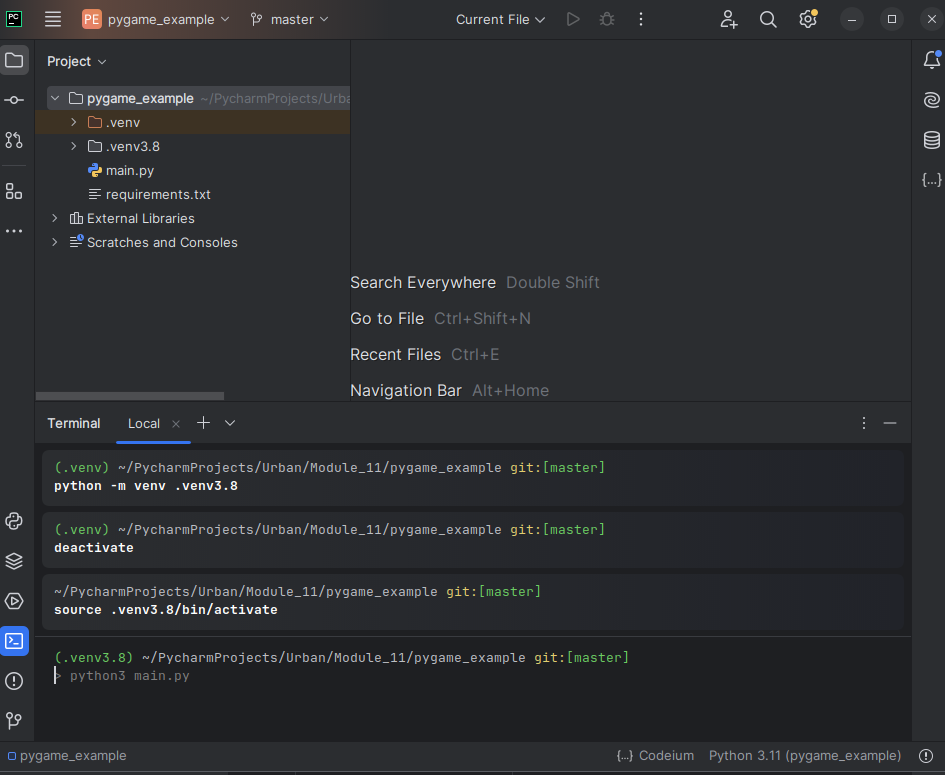 PC
PE pygame_example master Current File
Project
pygame_example ~/PycharmProjects/Urba
.venv
.venv3.8
main.py
requirements.txt
External Libraries
Scratches and Consoles
Search Everywhere Double Shift
Go to File Ctrl+Shift+N
Recent Files Ctrl+E
Navigation Bar Alt+Home
Terminal Local
(.venv) ~/PycharmProjects/Urban/Module_11/pygame_example git:[master]
python -m venv .venv3.8
(.venv) ~/PycharmProjects/Urban/Module_11/pygame_example git:[master]
deactivate
~/PycharmProjects/Urban/Module_11/pygame_example git:[master]
source .venv3.8/bin/activate
(.venv3.8) ~/PycharmProjects/Urban/Module_11/pygame_example git:[master]
> python3 main.py
pygame_example {...} Codeium Python 3.11 (pygame_example)